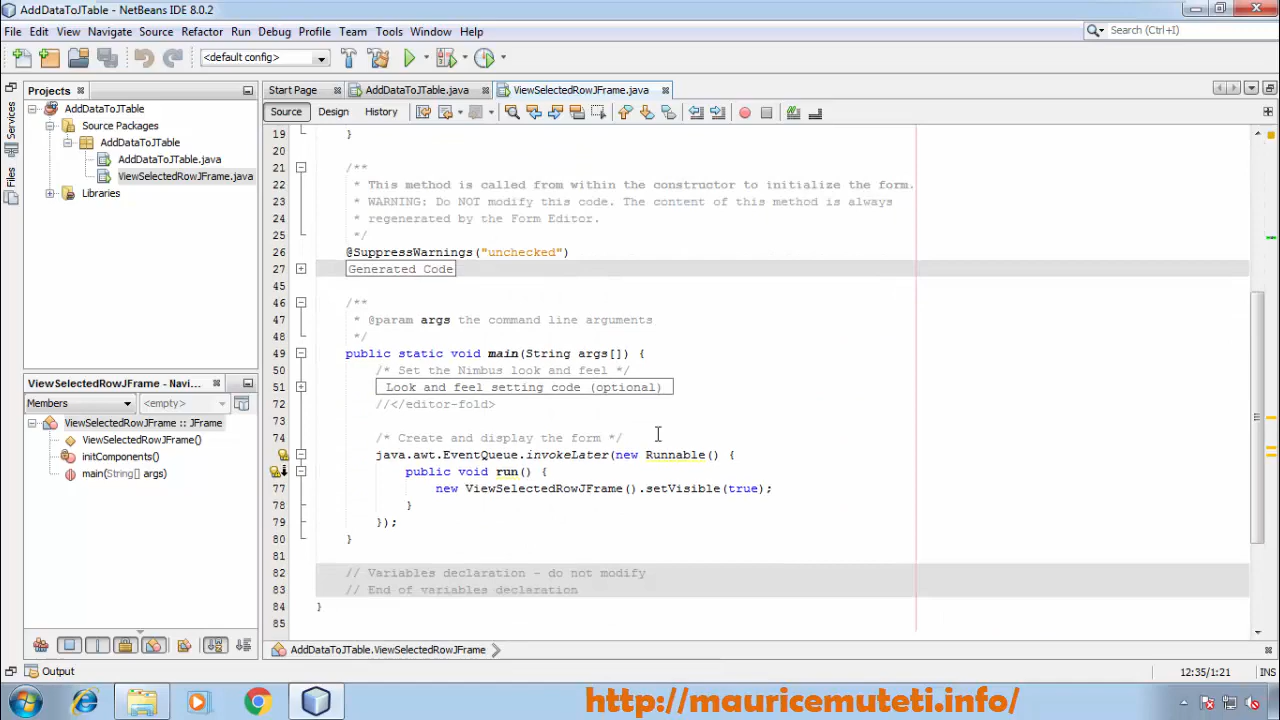 AddDataToJTable - NetBeans IDE 8.0.2
File Edit View Navigate Source Refactor Run Debug Profile Team Tools Window Help
Search (Ctrl+I)
<default config>
Projects
Start Page AddDataToJTable.java ViewSelectedRowJFrame.java
Services
Files
AddDataToJTable
Source Packages
AddDataToJTable
AddDataToJTable.java
ViewSelectedRowJFrame.java
Libraries
Source Design History
19 }
20
21 /**
22 * This method is called from within the constructor to initialize the form.
23 * WARNING: Do NOT modify this code. The content of this method is always
24 * regenerated by the Form Editor.
25 */
26 @SuppressWarnings("unchecked")
27 Generated Code
45
46 /**
47 * @param args the command line arguments
48 */
49 public static void main(String args[]) {
50 /* Set the Nimbus look and feel */
51 Look and feel setting code (optional)
72 //</editor-fold>
73
74 /* Create and display the form */
java.awt.EventQueue.invokeLater(new Runnable() {
public void run() {
77 new ViewSelectedRowJFrame().setVisible(true);
78 }
79 });
80 }
81
82 // Variables declaration - do not modify
83 // End of variables declaration
84 }
85
ViewSelectedRowJFrame - Navi...
Members <empty>
ViewSelectedRowJFrame :: JFrame
ViewSelectedRowJFrame()
initComponents()
main(String[] args)
AddDataToJTable.ViewSelectedRowJFrame
Output
12:35/1:21 INS
http://mauricemuteti.info/